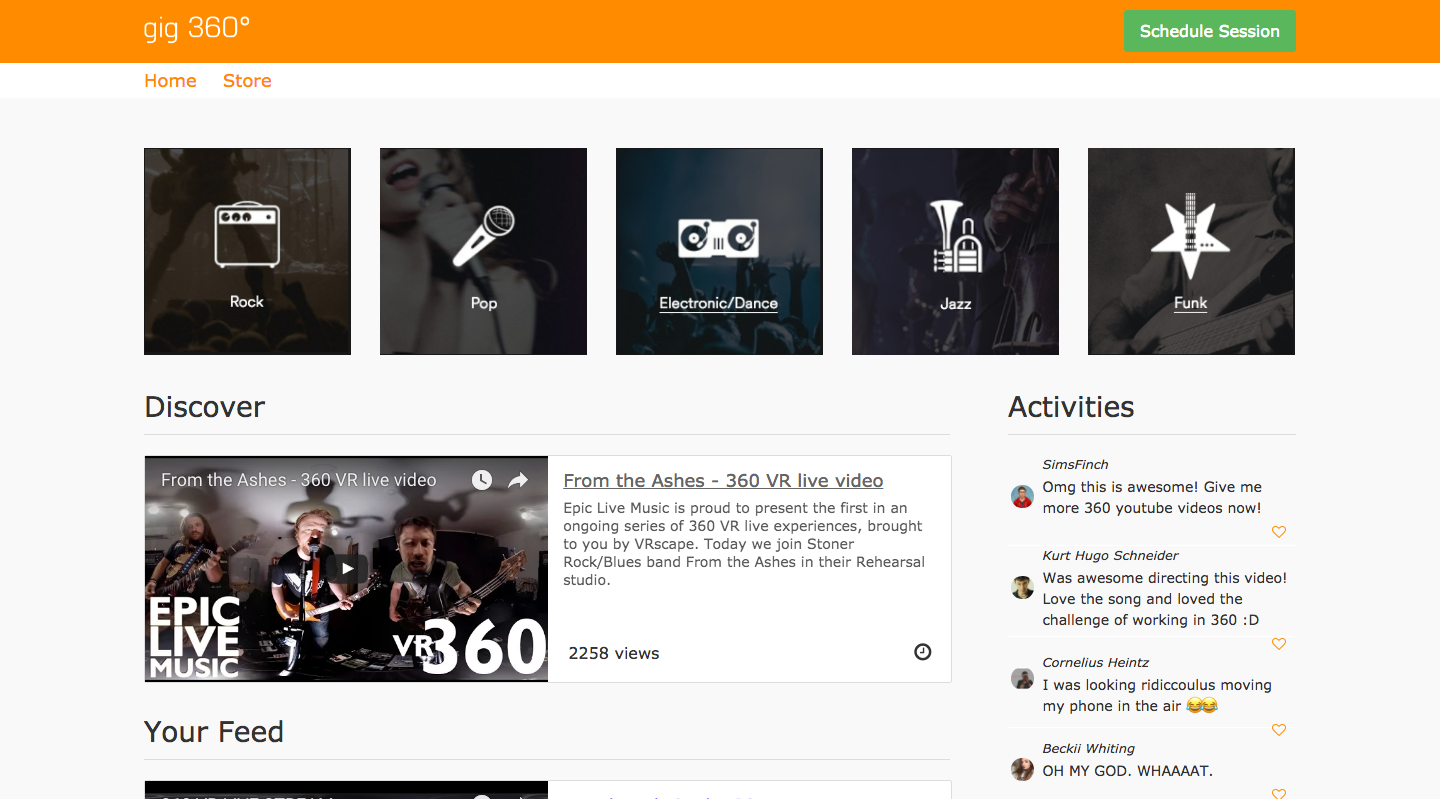 gig 360°
Schedule Session
Home
Store
Rock
Pop
Electronic/Dance
Jazz
Funk
Discover
From the Ashes - 360 VR live video
EPIC
LIVE
MUSIC
VR 360
From the Ashes - 360 VR live video
Epic Live Music is proud to present the first in an
ongoing series of 360 VR live experiences, brought
to you by VRscape. Today we join Stoner
Rock/Blues band From the Ashes in their Rehearsal
studio.
2258 views
Your Feed
Activities
SimsFinch
Omg this is awesome! Give me
more 360 youtube videos now!
Kurt Hugo Schneider
Was awesome directing this video!
Love the song and loved the
challenge of working in 360 :D
Cornelius Heintz
I was looking ridiccoulus moving
my phone in the air 😂😂
Beckii Whiting
OH MY GOD. WHAAAAT.